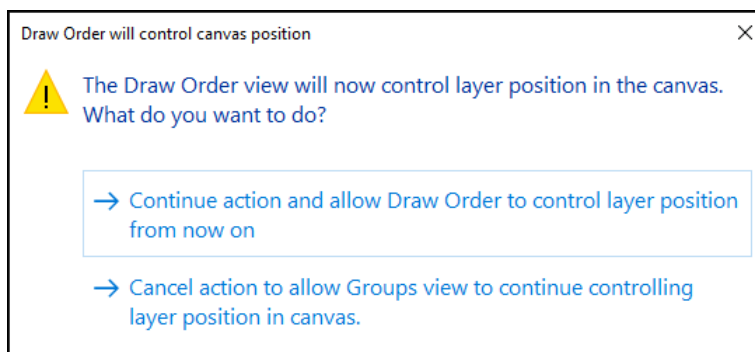 Draw Order will control canvas position
The Draw Order view will now control layer position in the canvas.
What do you want to do?
Continue action and allow Draw Order to control layer position
from now on
Cancel action to allow Groups view to continue controlling
layer position in canvas.